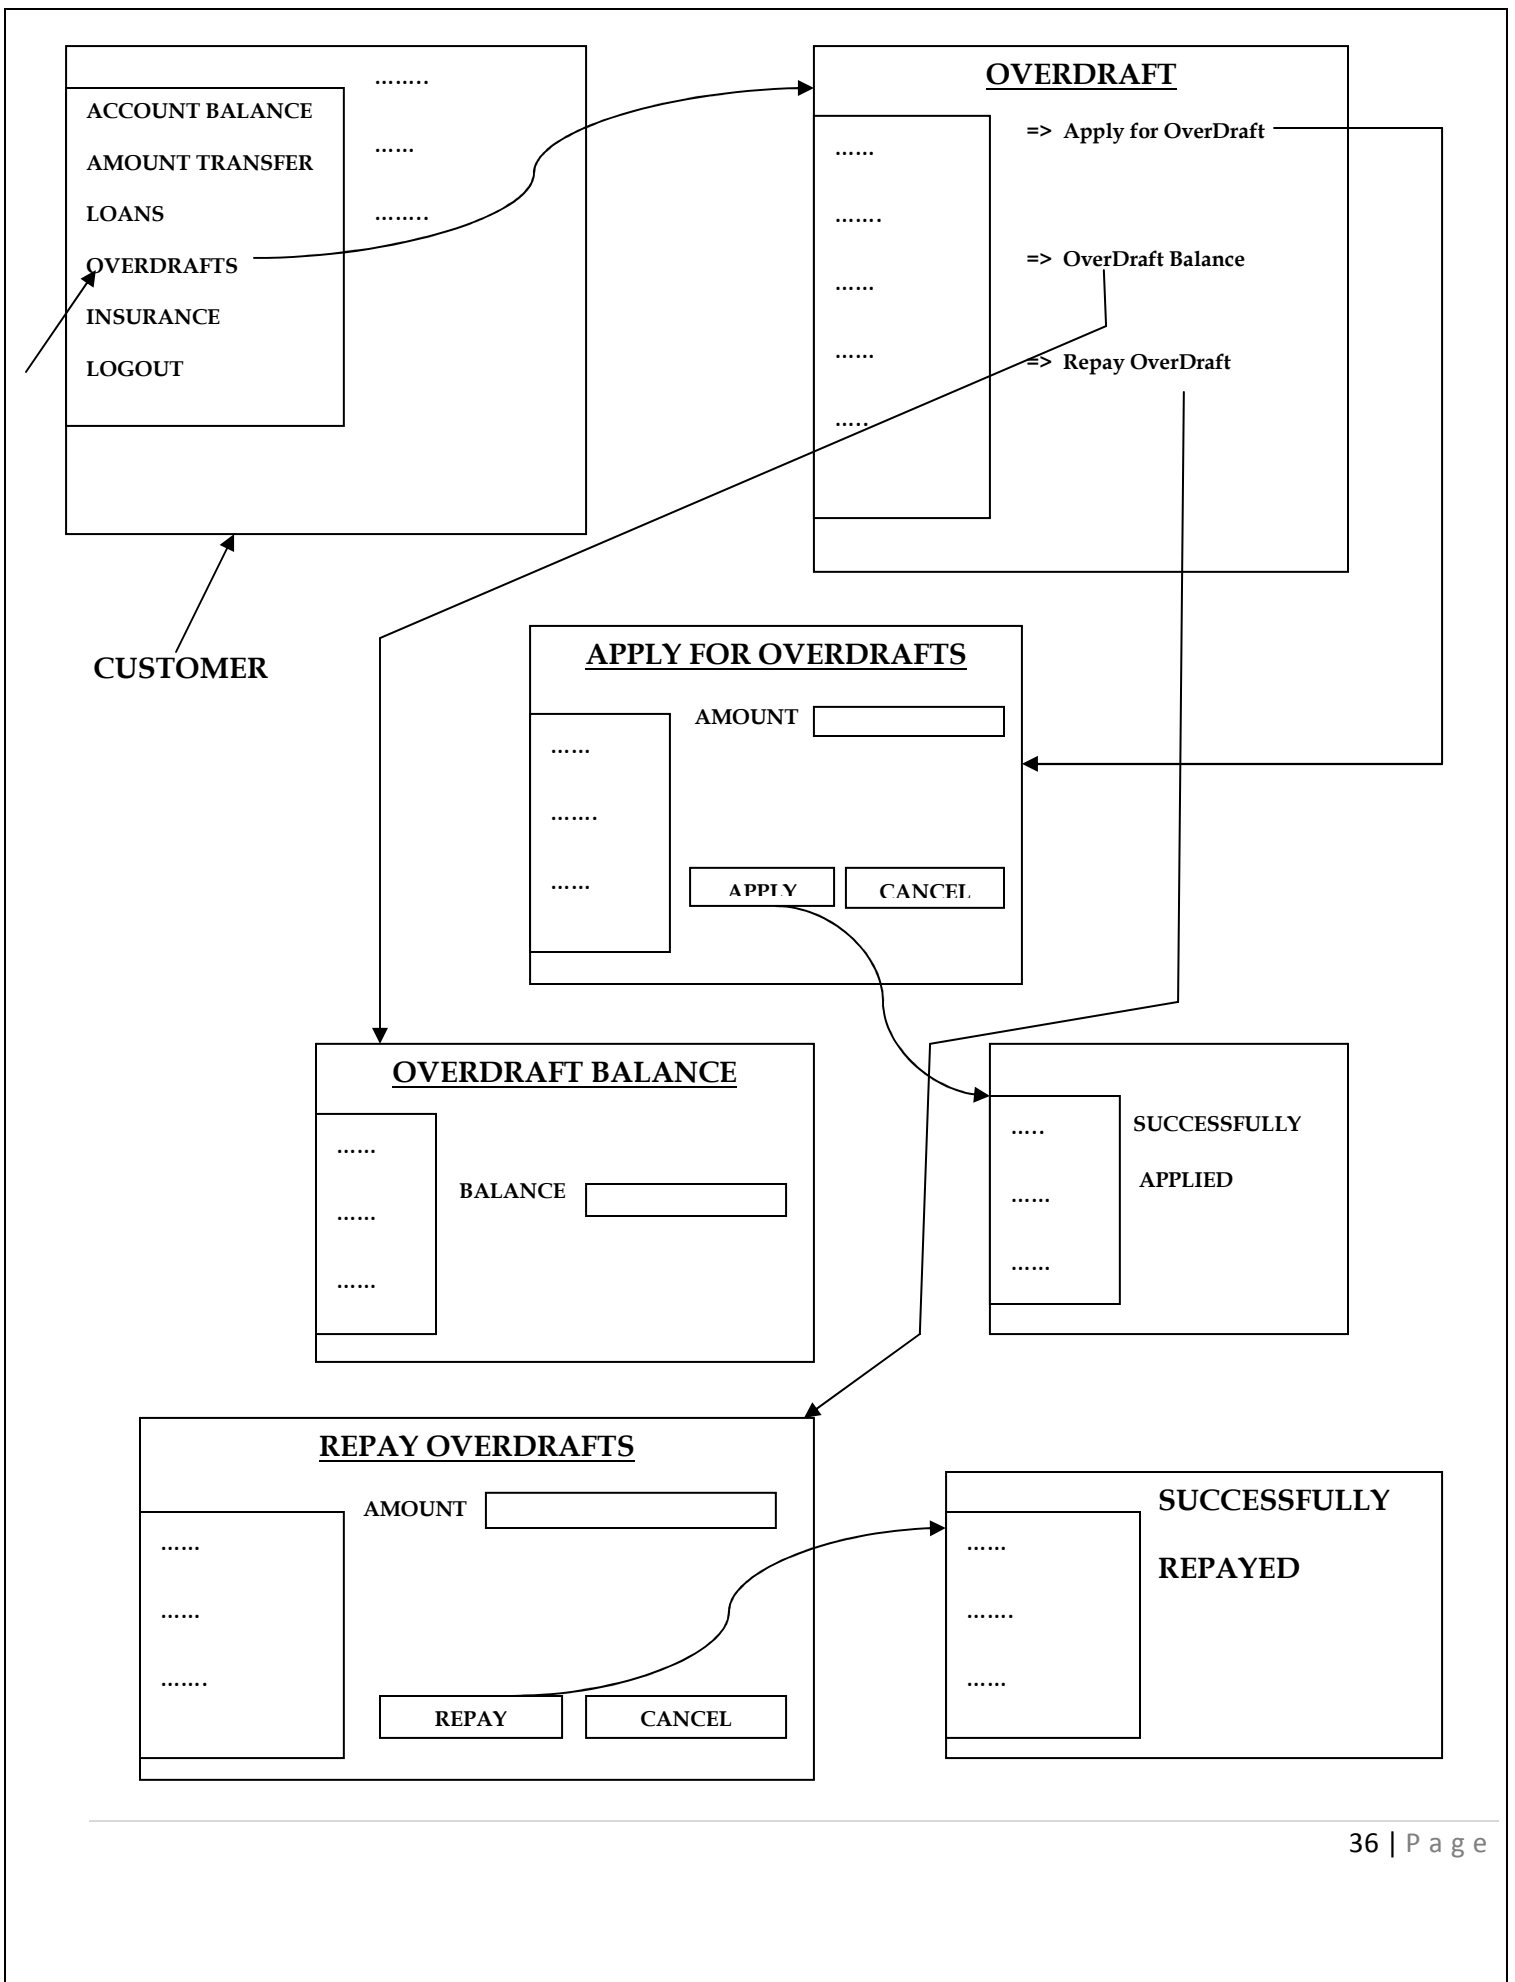 ……..
ACCOUNT BALANCE
AMOUNT TRANSFER
LOANS
OVERDRAFTS
INSURANCE
LOGOUT
……
……..
CUSTOMER
OVERDRAFT
……
…….
……
……
…..
=> Apply for OverDraft
=> OverDraft Balance
=> Repay OverDraft
APPLY FOR OVERDRAFTS
AMOUNT
……
…….
……
APPLY
CANCEL
OVERDRAFT BALANCE
……
……
……
BALANCE
…..
……
……
SUCCESSFULLY
APPLIED
REPAY OVERDRAFTS
AMOUNT
……
……
…….
REPAY
CANCEL
SUCCESSFULLY
REPAYED
……
…….
……
36 | Page